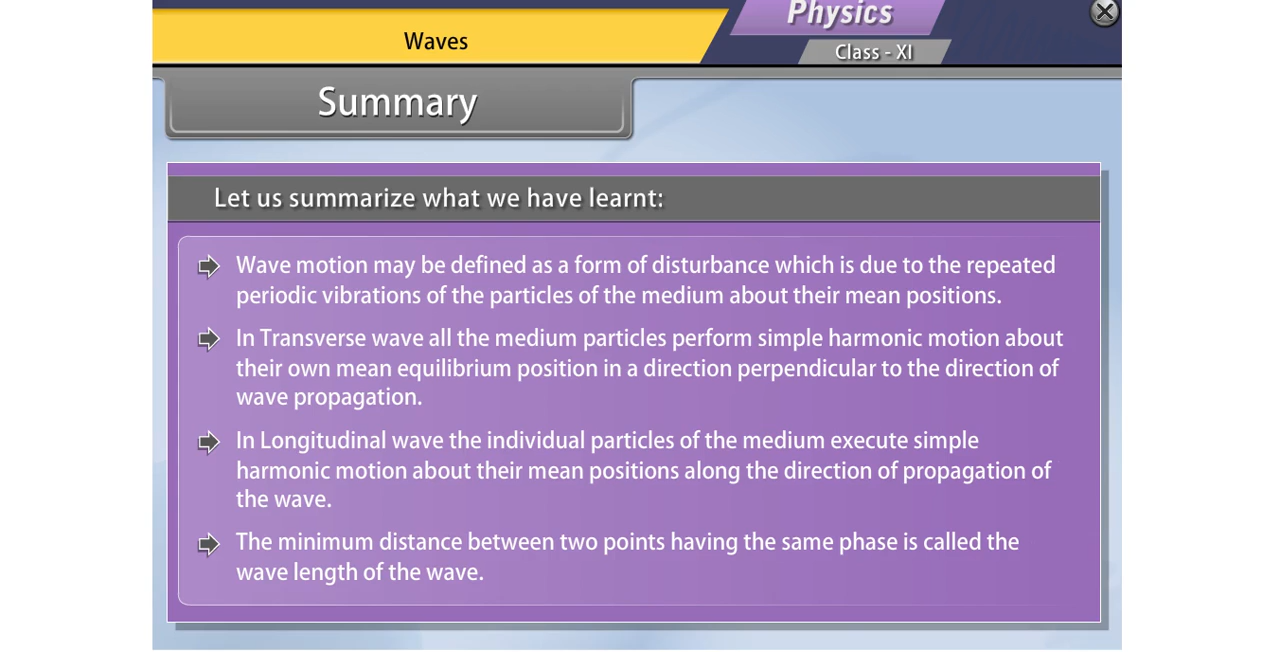 Waves
Physics
Class - XI
Summary
Let us summarize what we have learnt:
Wave motion may be defined as a form of disturbance which is due to the repeated
periodic vibrations of the particles of the medium about their mean positions.
In Transverse wave all the medium particles perform simple harmonic motion about
their own mean equilibrium position in a direction perpendicular to the direction of
wave propagation.
In Longitudinal wave the individual particles of the medium execute simple
harmonic motion about their mean positions along the direction of propagation of
the wave.
The minimum distance between two points having the same phase is called the
wave length of the wave.